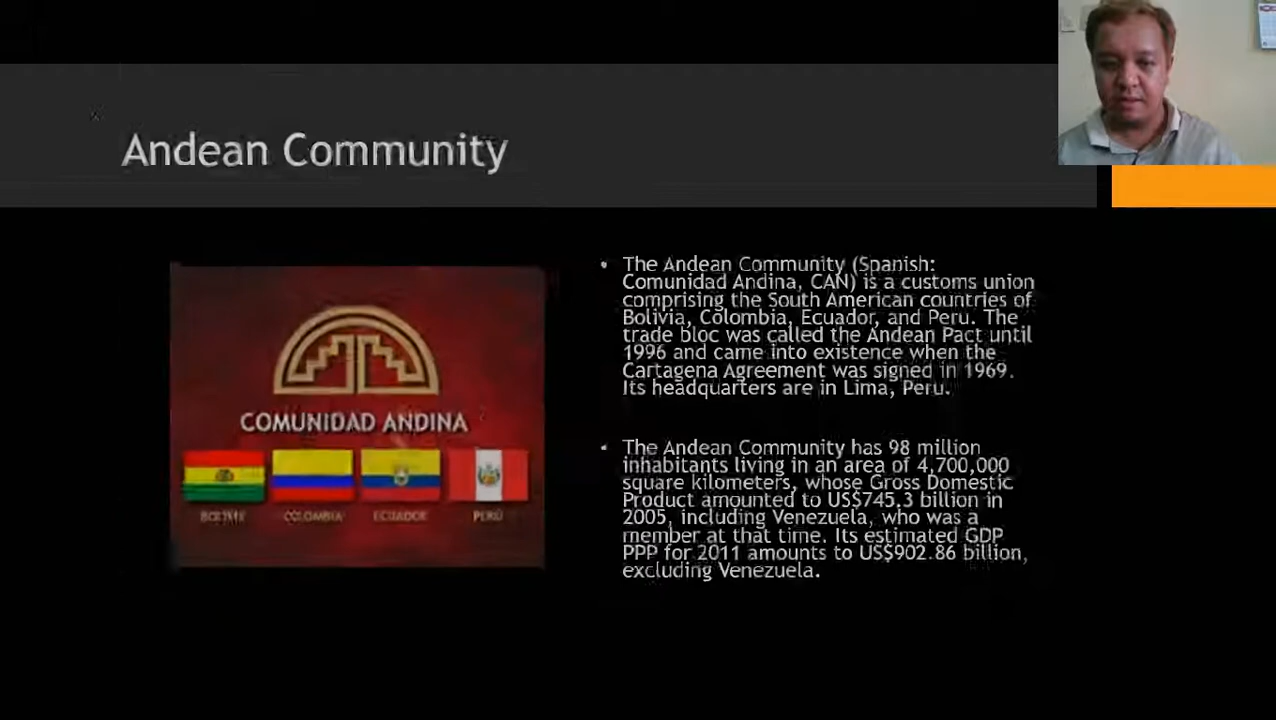 Andean Community
COMUNIDAD ANDINA
COLOMBIA
ECUADOR
PERÚ
• The Andean Community (Spanish:
Comunidad Andina, CAN) is a customs union
comprising the South American countries of
Bolivia, Colombia, Ecuador, and Peru. The
trade bloc was called the Andean Pact until
1996 and came into existence when the
Cartagena Agreement was signed in 1969.
Its headquarters are in Lima, Peru.
• The Andean Community has 98 million
inhabitants living in an area of 4,700,000
square kilometers, whose Gross Domestic
Product amounted to US$745.3 billion in
2005, including Venezuela, who was a
member at that time. Its estimated GDP
PPP for 2011 amounts to US$902.86 billion,
excluding Venezuela.